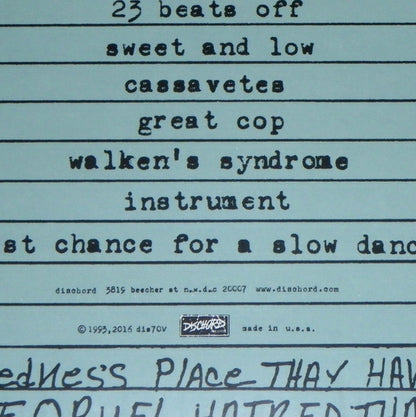 23 beats off
sweet and low
cassavetes
great cop
walken's syndrome
instrument
st chance for a slow danc
dischord 3819 beecher st n.w.d.c 20007 www.dischord.com
©1993, 2016 dis70V DISCHORD made in u.s.a.
edness PLACE THAY HAV
HATRED